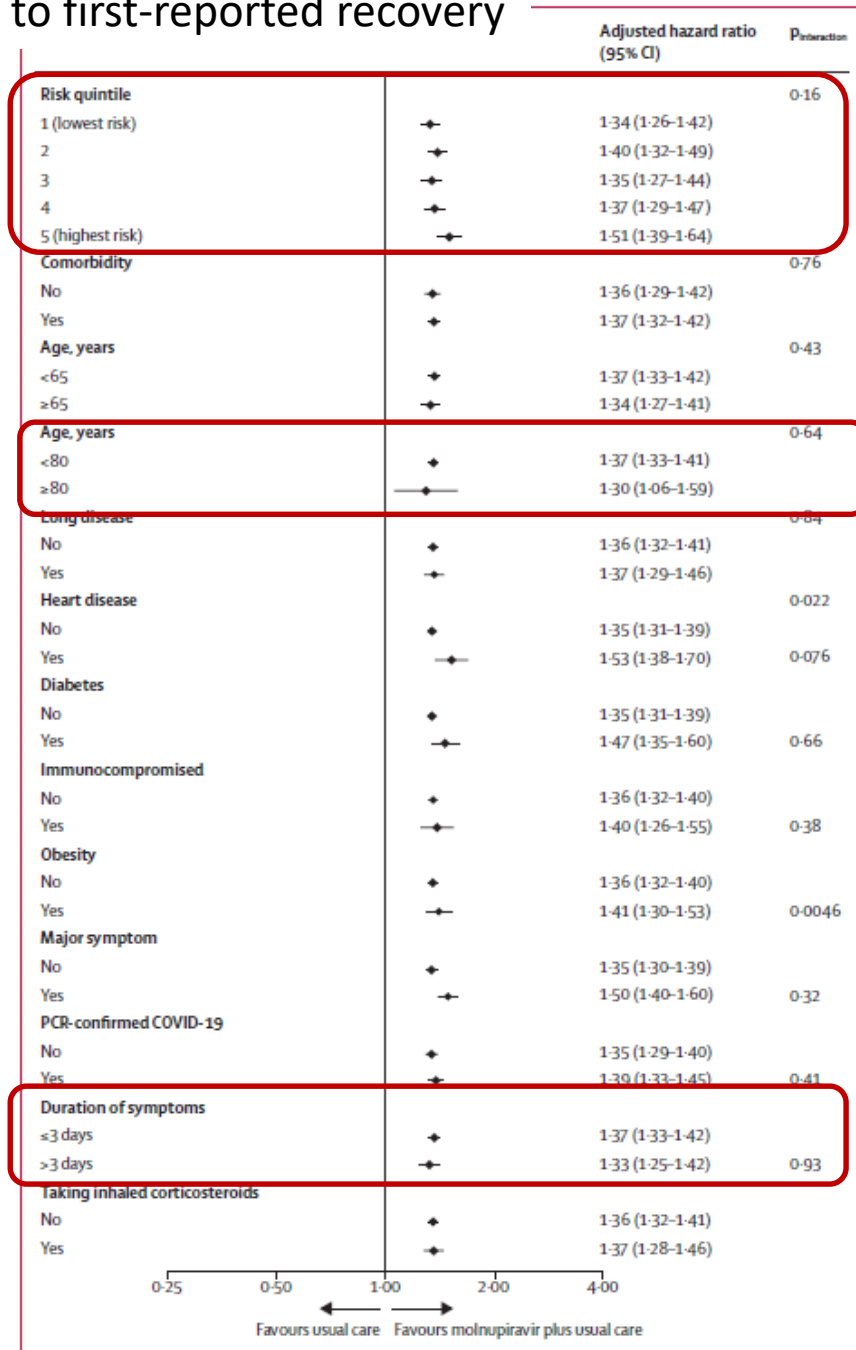 to first-reported recovery
Adjusted hazard ratio (95% CI) Pinteraction
Risk quintile 0·16
1 (lowest risk) 1·34 (1·26–1·42)
2 1·40 (1·32–1·49)
3 1·35 (1·27–1·44)
4 1·37 (1·29–1·47)
5 (highest risk) 1·51 (1·39–1·64)
Comorbidity 0·76
No 1·36 (1·29–1·42)
Yes 1·37 (1·32–1·42)
Age, years 0·43
<65 1·37 (1·33–1·42)
≥65 1·34 (1·27–1·41)
Age, years 0·64
<80 1·37 (1·33–1·41)
≥80 1·30 (1·06–1·59)
Lung disease 0·84
No 1·36 (1·32–1·41)
Yes 1·37 (1·29–1·46)
Heart disease 0·022
No 1·35 (1·31–1·39)
Yes 1·53 (1·38–1·70) 0·076
Diabetes
No 1·35 (1·31–1·39)
Yes 1·47 (1·35–1·60) 0·66
Immunocompromised
No 1·36 (1·32–1·40)
Yes 1·40 (1·26–1·55) 0·38
Obesity
No 1·36 (1·32–1·40)
Yes 1·41 (1·30–1·53) 0·0046
Major symptom
No 1·35 (1·30–1·39)
Yes 1·50 (1·40–1·60) 0·32
PCR-confirmed COVID-19
No 1·35 (1·29–1·40)
Yes 1·39 (1·33–1·45) 0·41
Duration of symptoms
≤3 days 1·37 (1·33–1·42)
>3 days 1·33 (1·25–1·42) 0·93
Taking inhaled corticosteroids
No 1·36 (1·32–1·41)
Yes 1·37 (1·28–1·46)
0·25 0·50 1·00 2·00 4·00
Favours usual care Favours molnupiravir plus usual care